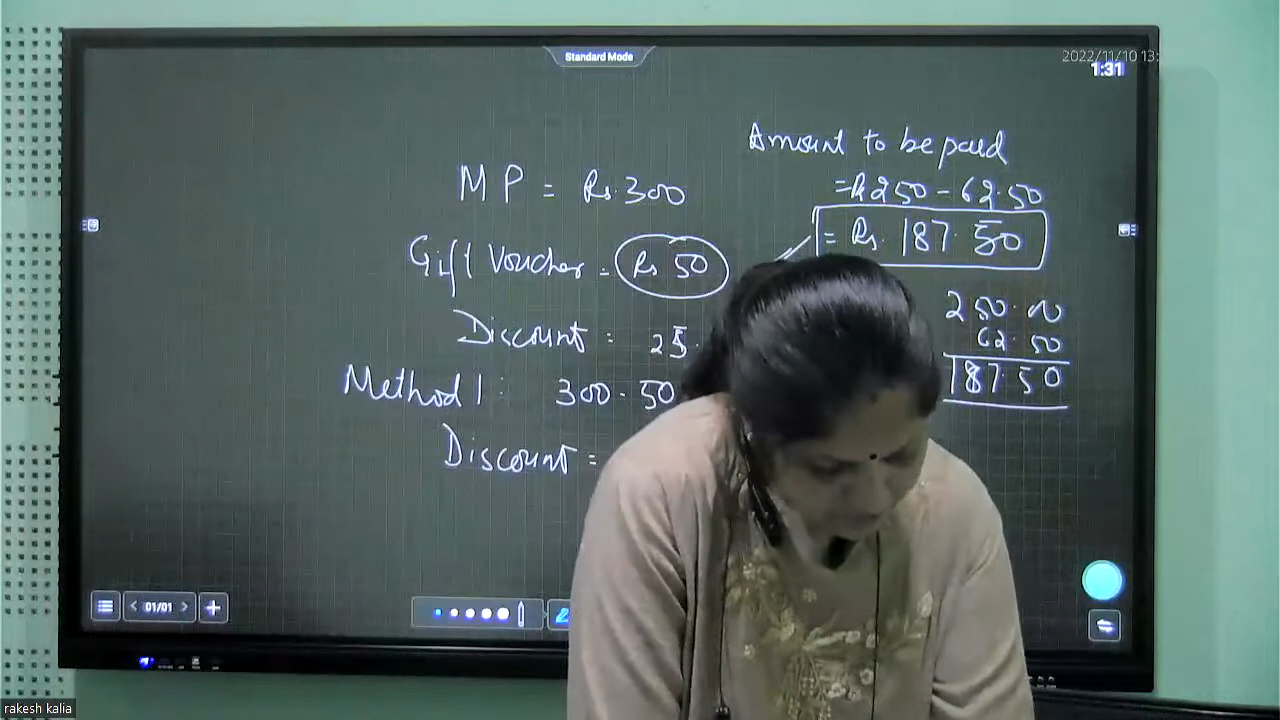 Standard Mode
2022/11/10 13:
1:31
Amount to be paid
MP = Rs. 300
= R 250 - 62.50
= Rs. 187.50
Gift Voucher = Rs 50
250.00
Discount = 25.
62.50
Method 1: 300 - 50
187.50
Discount =
01/01
rakesh kalia